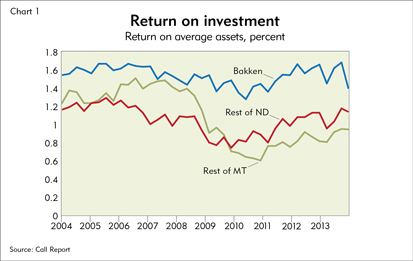 Chart 1
Return on investment
Return on average assets, percent
1.8
1.6
1.4
1.2
1
0.8
0.6
0.4
0.2
0
Bakken
Rest of ND
Rest of MT
2004 2005 2006 2007 2008 2009 2010 2011 2012 2013
Source: Call Report